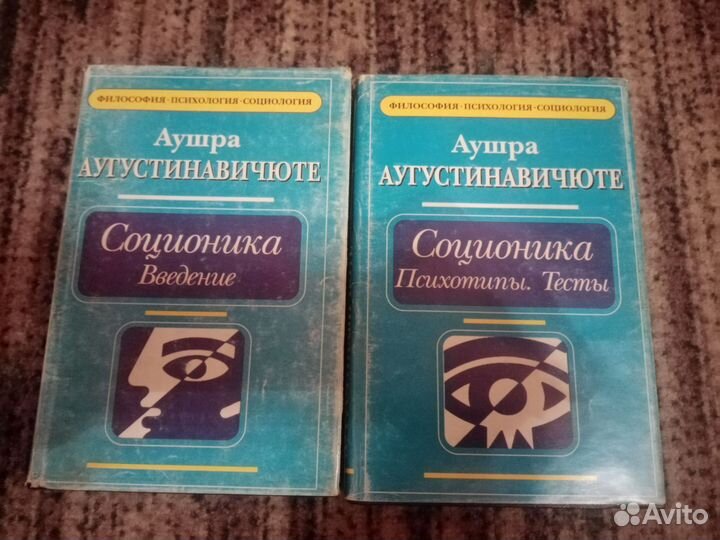 ФИЛОСОФИЯ·ПСИХОЛОГИЯ·СОЦИОЛОГИЯ
Аушра
АУГУСТИНАВИЧЮТЕ
Соционика
Введение
ФИЛОСОФИЯ·ПСИХОЛОГИЯ·СОЦИОЛОГИЯ
Аушра
АУГУСТИНАВИЧЮТЕ
Соционика
Психотипы. Тесты
Avito